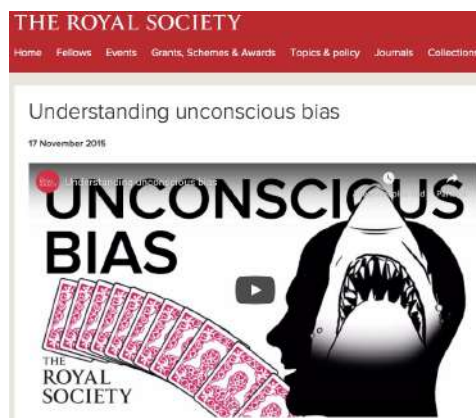 THE ROYAL SOCIETY
Home Fellows Events Grants, Schemes & Awards Topics & policy Journals Collections
Understanding unconscious bias
17 November 2015
Understanding unconscious bias
UNCONSCIOUS
BIAS
THE
ROYAL
SOCIETY